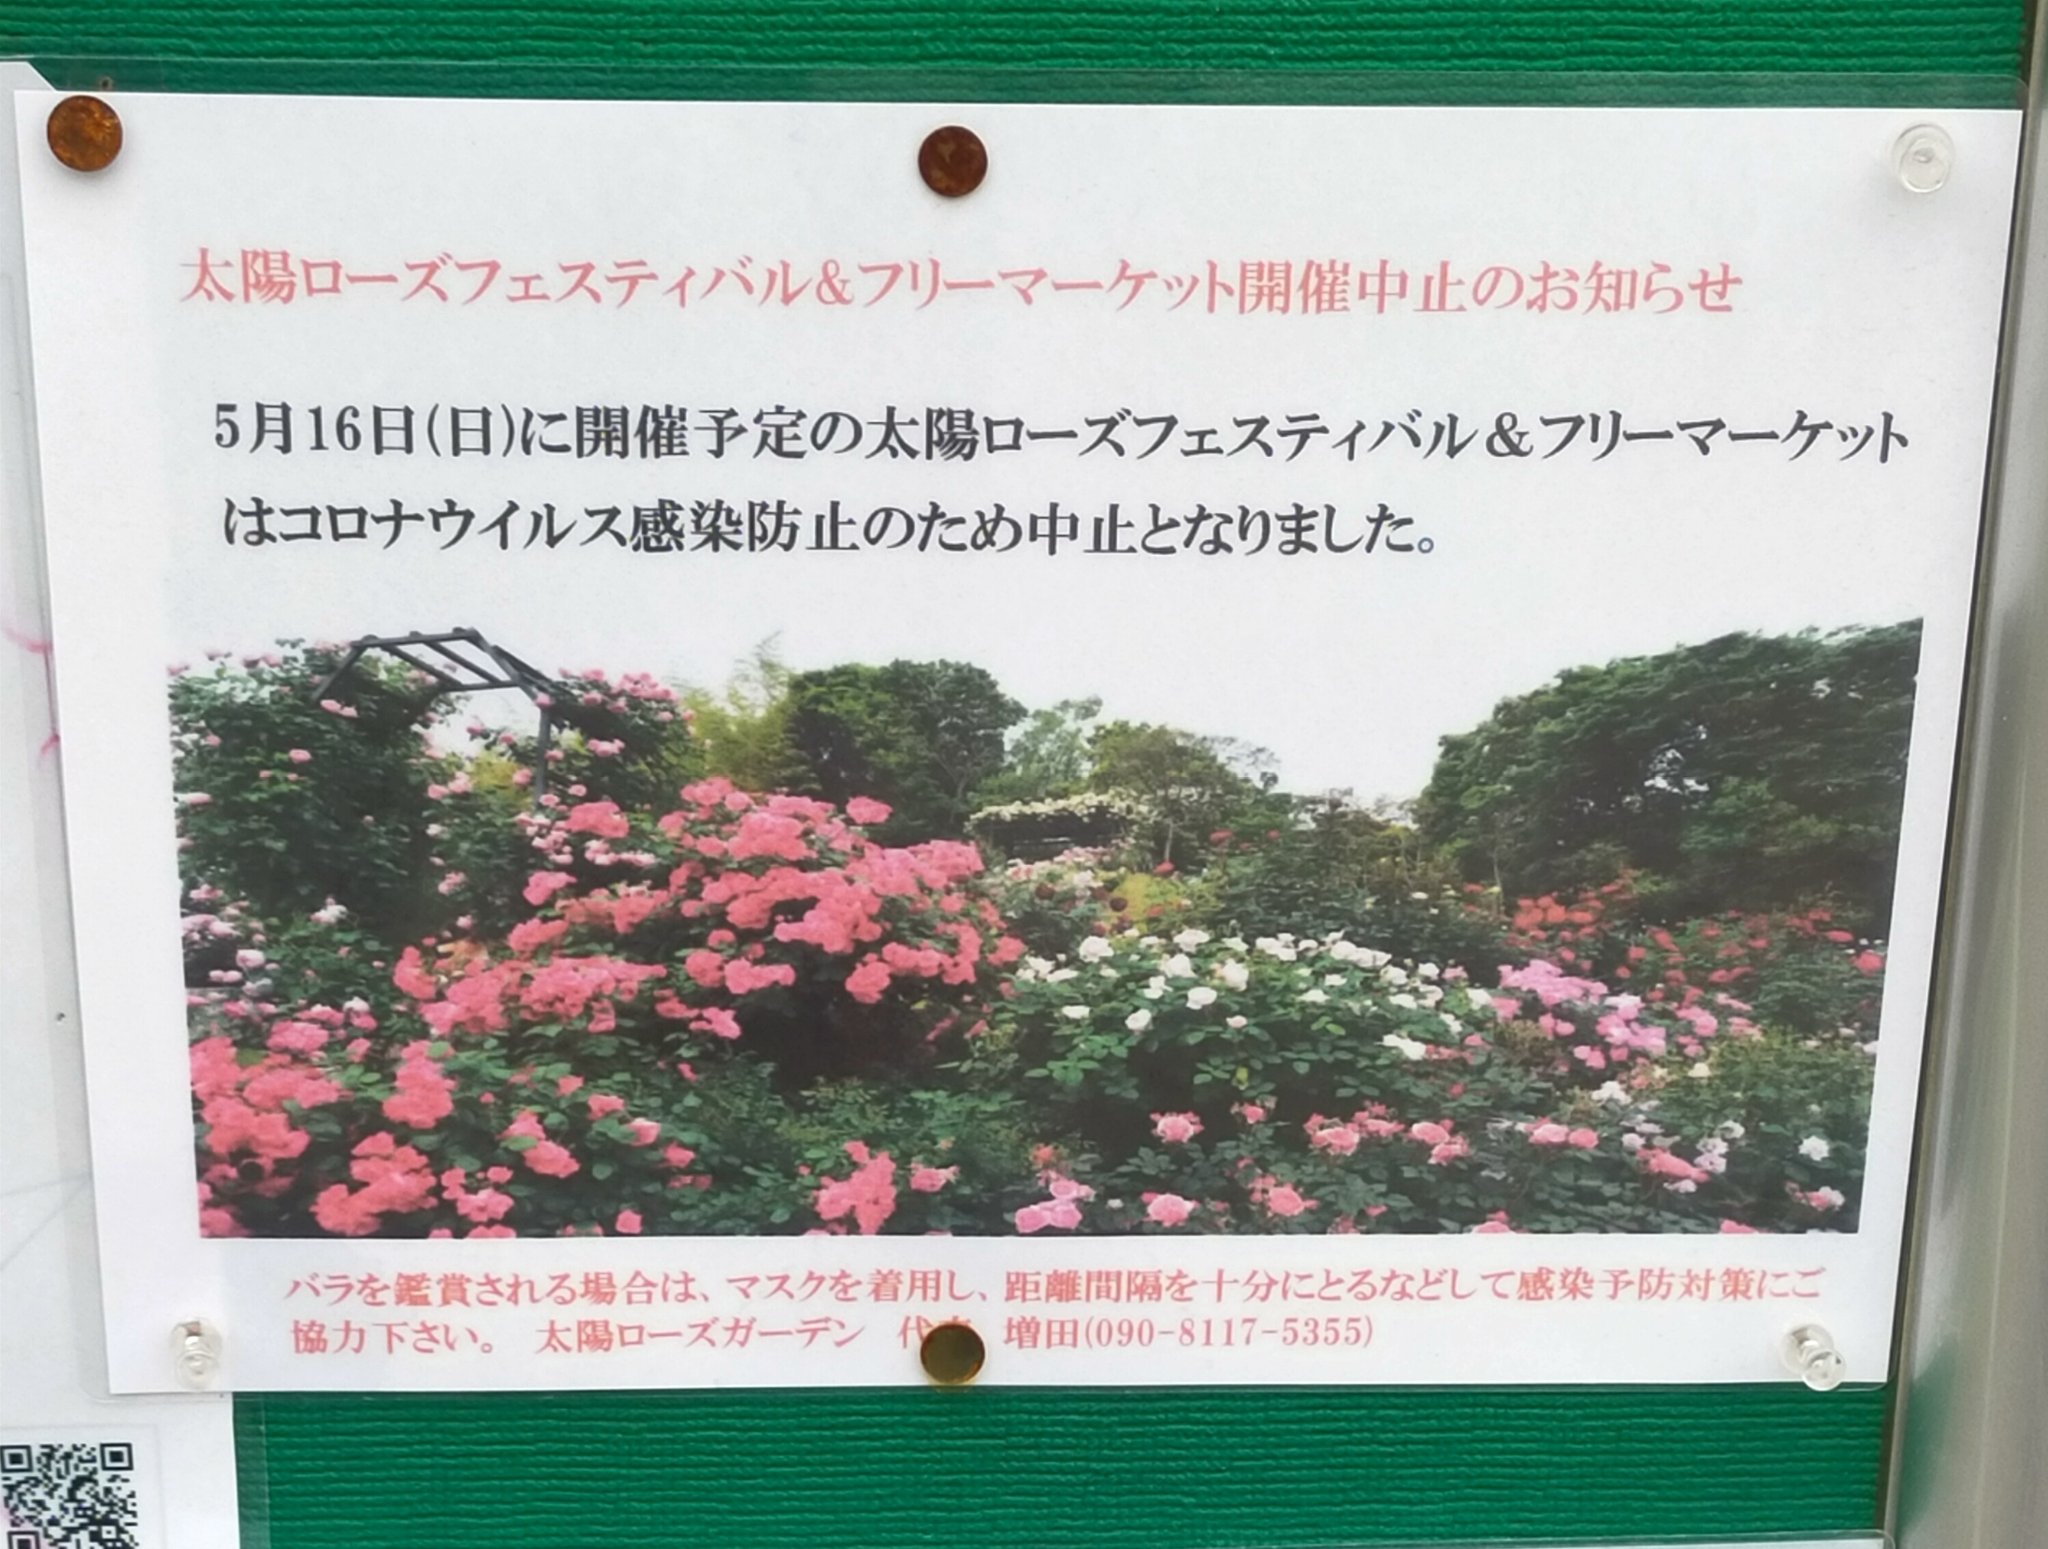 太陽ローズフェスティバル&フリーマーケット開催中止のお知らせ
5月16日(日)に開催予定の太陽ローズフェスティバル&フリーマーケット
はコロナウイルス感染防止のため中止となりました。
バラを鑑賞される場合は、マスクを着用し、距離間隔を十分にとるなどして感染予防対策にご
協力下さい。 太陽ローズガーデン 代 増田(090-8117-5355)